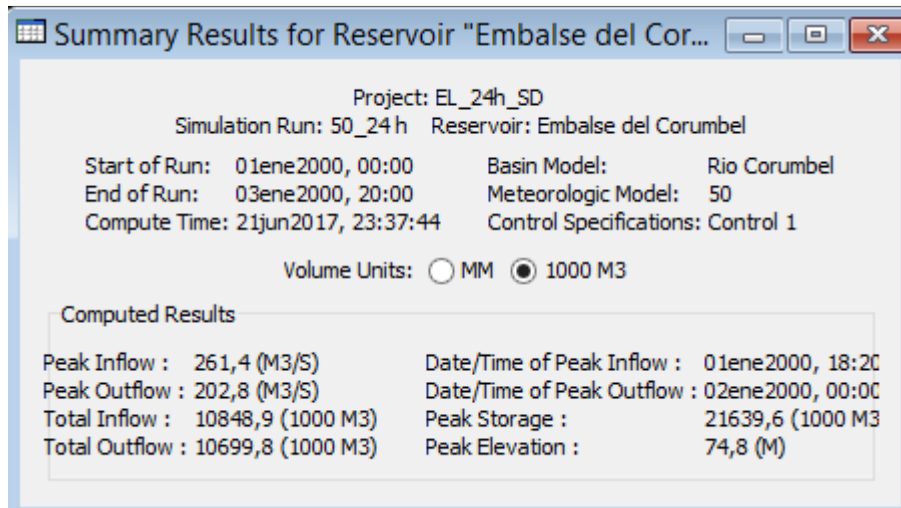 Summary Results for Reservoir "Embalse del Cor...
Project: EL_24h_SD
Simulation Run: 50_24 h Reservoir: Embalse del Corumbel
Start of Run: 01ene2000, 00:00 Basin Model: Rio Corumbel
End of Run: 03ene2000, 20:00 Meteorologic Model: 50
Compute Time: 21jun2017, 23:37:44 Control Specifications: Control 1
Volume Units: MM 1000 M3
Computed Results
Peak Inflow : 261,4 (M3/S) Date/Time of Peak Inflow : 01ene2000, 18:20
Peak Outflow : 202,8 (M3/S) Date/Time of Peak Outflow : 02ene2000, 00:00
Total Inflow : 10848,9 (1000 M3) Peak Storage : 21639,6 (1000 M3
Total Outflow : 10699,8 (1000 M3) Peak Elevation : 74,8 (M)